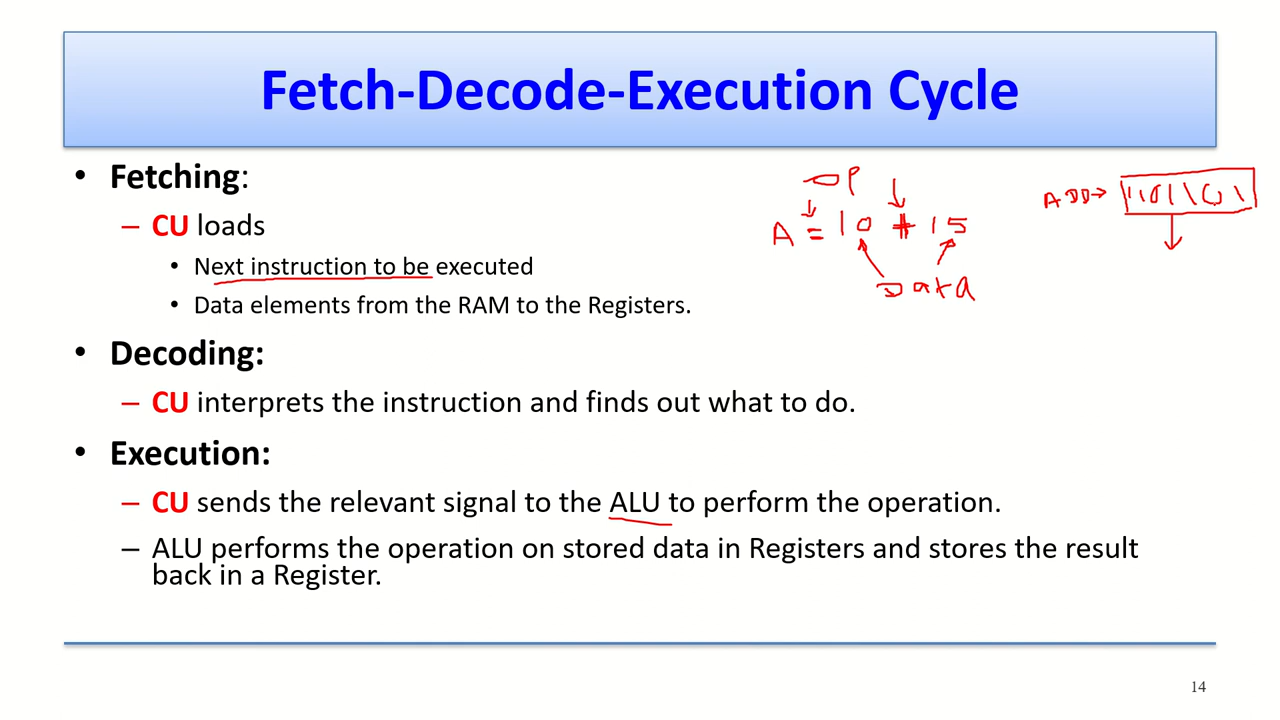 Fetch-Decode-Execution Cycle
• Fetching:
– CU loads
• Next instruction to be executed
• Data elements from the RAM to the Registers.
OP
A = 10 + 15
Data
ADD→
• Decoding:
– CU interprets the instruction and finds out what to do.
• Execution:
– CU sends the relevant signal to the ALU to perform the operation.
– ALU performs the operation on stored data in Registers and stores the result
back in a Register.
14